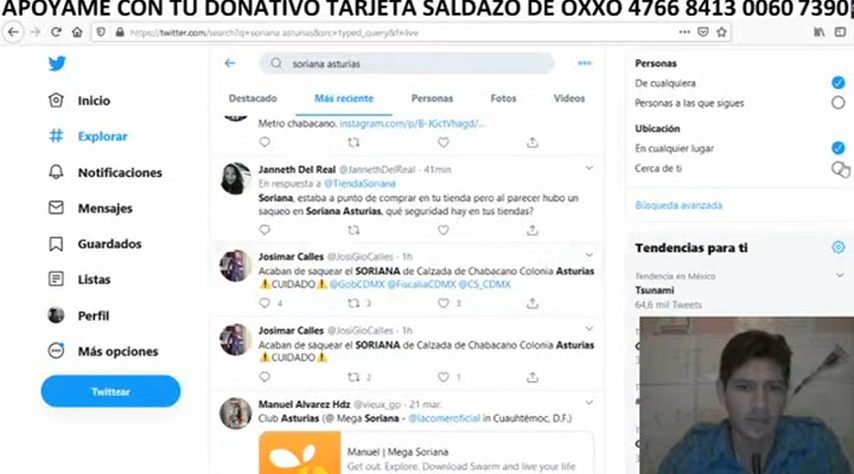 APOYAME CON TU DONATIVO TARJETA SALDAZO DE OXXO 4766 8413 0060 7390
https://twitter.com/search?q=soriana asturias&src=typed_query&f=live
soriana asturias
Inicio
Explorar
Notificaciones
Mensajes
Guardados
Listas
Perfil
Más opciones
Twittear
Destacado Más reciente Personas Fotos Videos
Metro chabacano. instagram.com/p/B-JGctVhagd/...
Janneth Del Real @JannethDelReal · 41min
En respuesta a @TiendaSoriana
Soriana, estaba a punto de comprar en tu tienda pero al parecer hubo un
saqueo en Soriana Asturias, qué seguridad hay en tus tiendas?
Josimar Calles @JosiGioCalles · 1h
Acaban de saquear el SORIANA de Calzada de Chabacano Colonia Asturias
⚠CUIDADO⚠ @GobCDMX @FiscaliaCDMX @C5_CDMX
4 3 3
Josimar Calles @JosiGioCalles · 1h
Acaban de saquear el SORIANA de Calzada de Chabacano Colonia Asturias
⚠CUIDADO⚠
2 1
Manuel Alvarez Hdz @vieux_gp · 21 mar.
Club Asturias (@ Mega Soriana - @lacomeroficial in Cuauhtémoc, D.F.)
Manuel | Mega Soriana
Get out. Explore. Download Swarm and live your life
Personas
De cualquiera
Personas a las que sigues
Ubicación
En cualquier lugar
Cerca de ti
Búsqueda avanzada
Tendencias para ti
Tendencia en México
Tsunami
64,6 mil Tweets